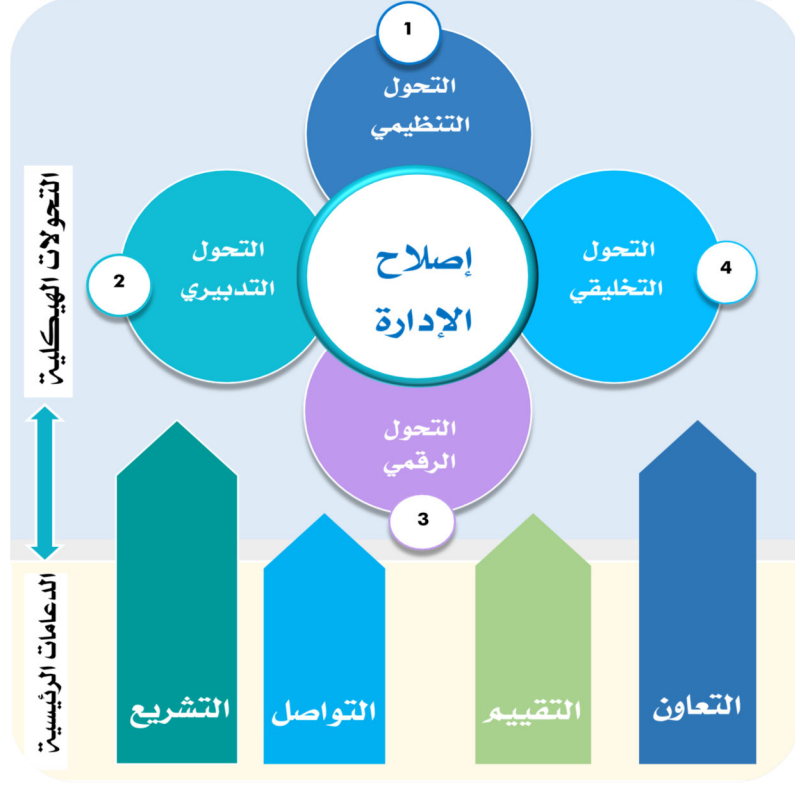 1
التحول
التنظيمي
التحولات الهيكلية
إصلاح
الإدارة
التحول
التخليقي
4
التحول
التدبيري
2
التحول
الرقمي
3
الدعامات الرئيسية
التعاون
التقييم
التواصل
التشريع